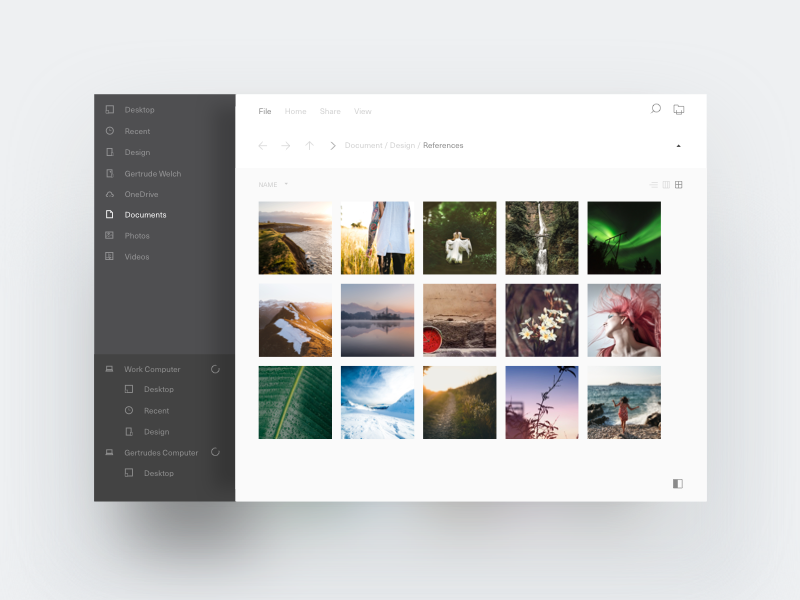 Desktop
Recent
Design
Gertrude Welch
OneDrive
Documents
Photos
Videos
Work Computer
Desktop
Recent
Design
Gertrudes Computer
Desktop
File Home Share View
Document / Design / References
NAME